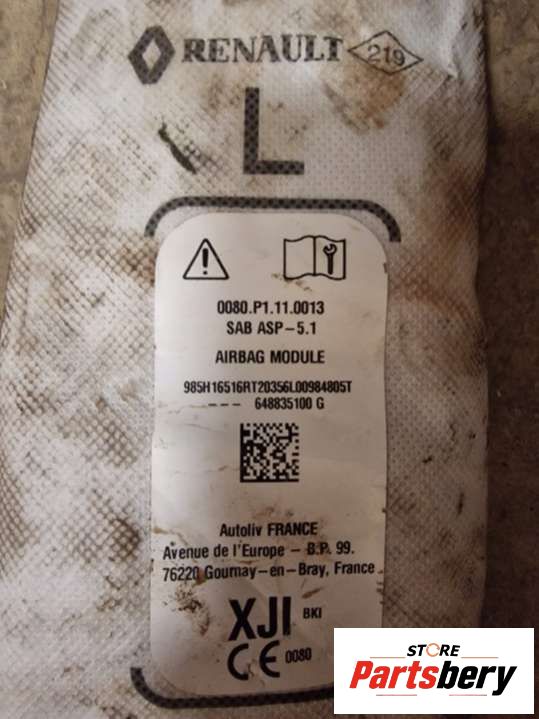 RENAULT 219
L
0080.P1.11.0013
SAB ASP-5.1
AIRBAG MODULE
985H16516RT20356L00984805T
--- 648835100 G
Autoliv FRANCE
Avenue de l'Europe - B.P. 99.
76220 Gournay-en-Bray, France
XJI BKI
CE 0080
STORE
Partsbery